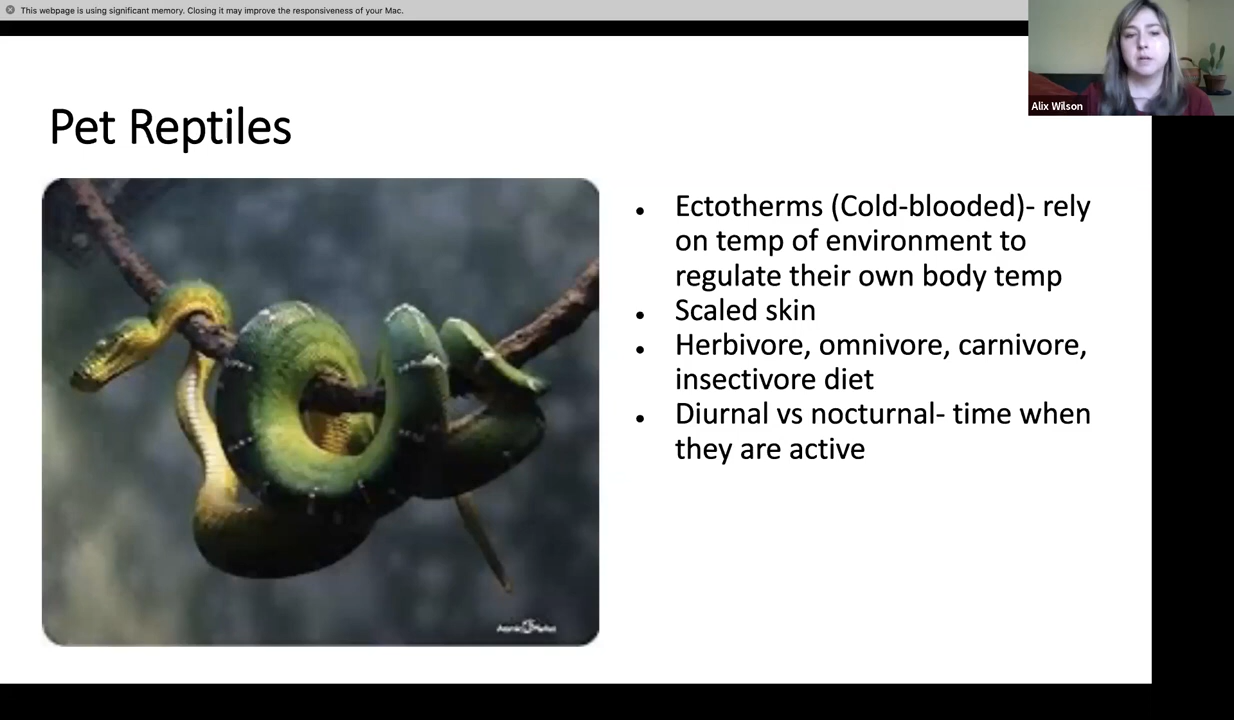 This webpage is using significant memory. Closing it may improve the responsiveness of your Mac.
Alix Wilson
Pet Reptiles
• Ectotherms (Cold-blooded)- rely
on temp of environment to
regulate their own body temp
• Scaled skin
• Herbivore, omnivore, carnivore,
insectivore diet
• Diurnal vs nocturnal- time when
they are active